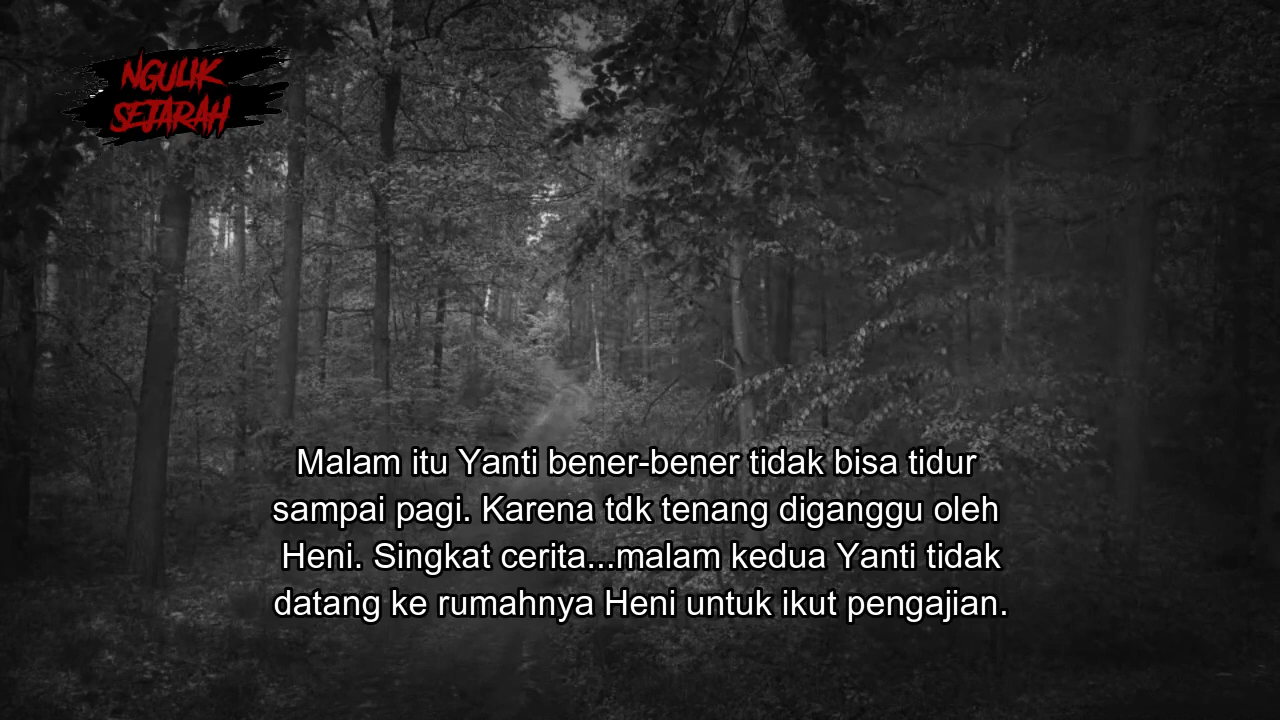 NGULIK
SEJARAH
Malam itu Yanti bener-bener tidak bisa tidur
sampai pagi. Karena tdk tenang diganggu oleh
Heni. Singkat cerita...malam kedua Yanti tidak
datang ke rumahnya Heni untuk ikut pengajian.